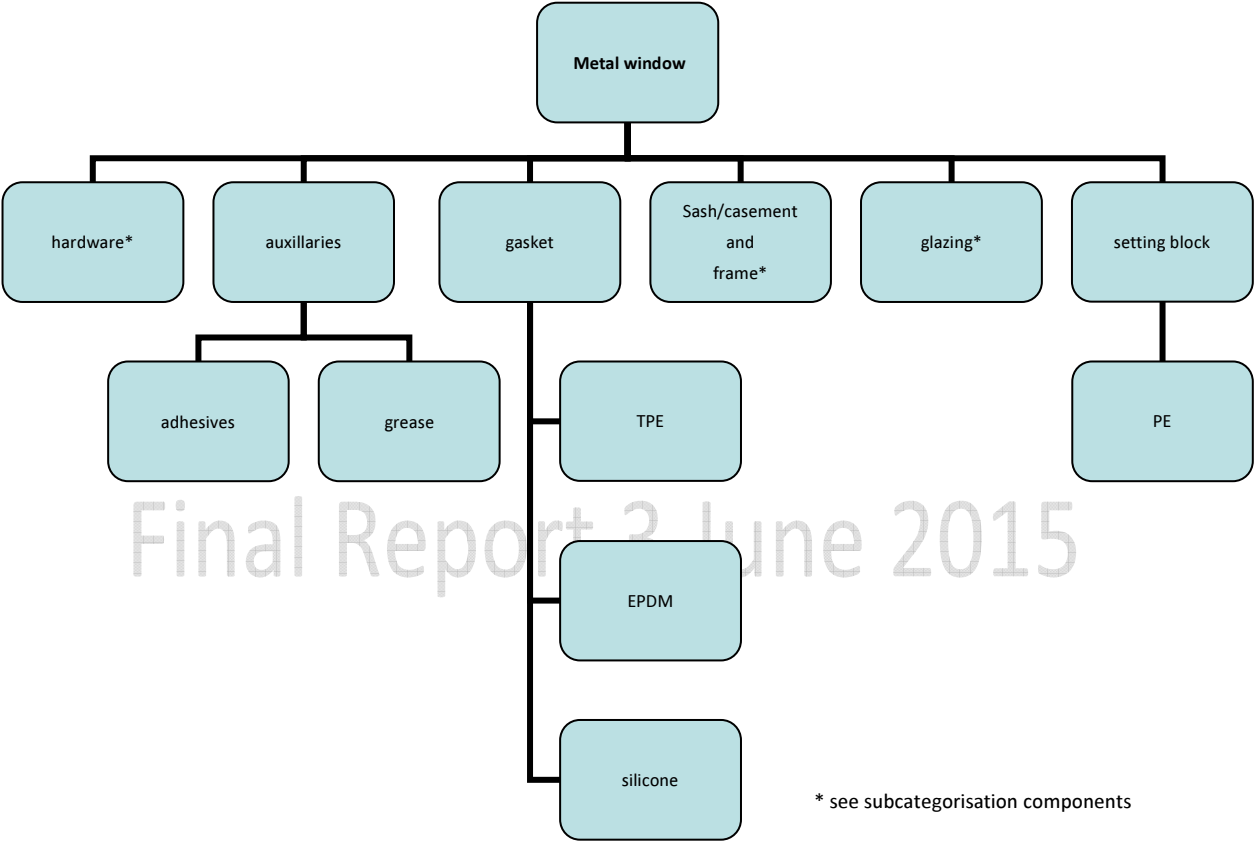 Metal window
hardware*
auxillaries
gasket
Sash/casement
and
frame*
glazing*
setting block
adhesives
grease
TPE
PE
Final Report 3 June 2015
EPDM
silicone
* see subcategorisation components